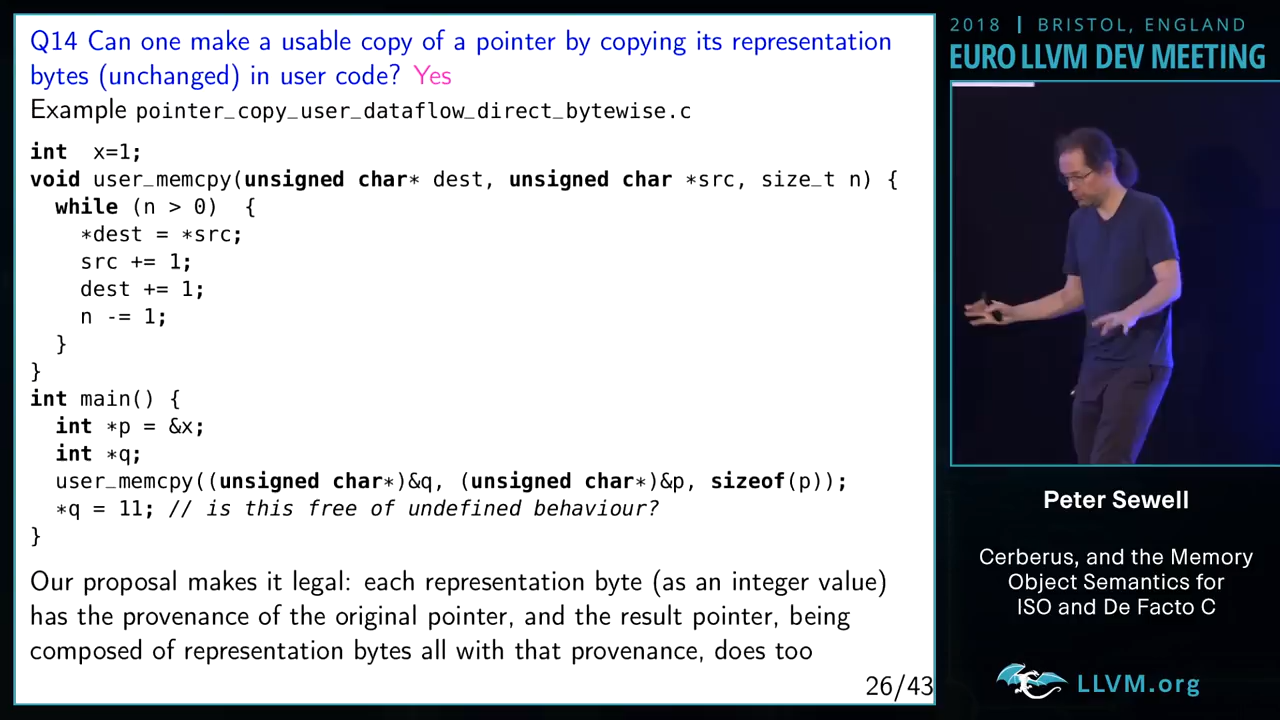 Q14 Can one make a usable copy of a pointer by copying its representation
bytes (unchanged) in user code? Yes
Example pointer_copy_user_dataflow_direct_bytewise.c
int  x=1;
void user_memcpy(unsigned char* dest, unsigned char *src, size_t n) {
  while (n > 0)  {
    *dest = *src;
    src += 1;
    dest += 1;
    n -= 1;
  }
}
int main() {
  int *p = &x;
  int *q;
  user_memcpy((unsigned char*)&q, (unsigned char*)&p, sizeof(p));
  *q = 11; // is this free of undefined behaviour?
}
Our proposal makes it legal: each representation byte (as an integer value)
has the provenance of the original pointer, and the result pointer, being
composed of representation bytes all with that provenance, does too
26/43
2018 | BRISTOL, ENGLAND
EURO LLVM DEV MEETING
Peter Sewell
Cerberus, and the Memory
Object Semantics for
ISO and De Facto C
LLVM.org